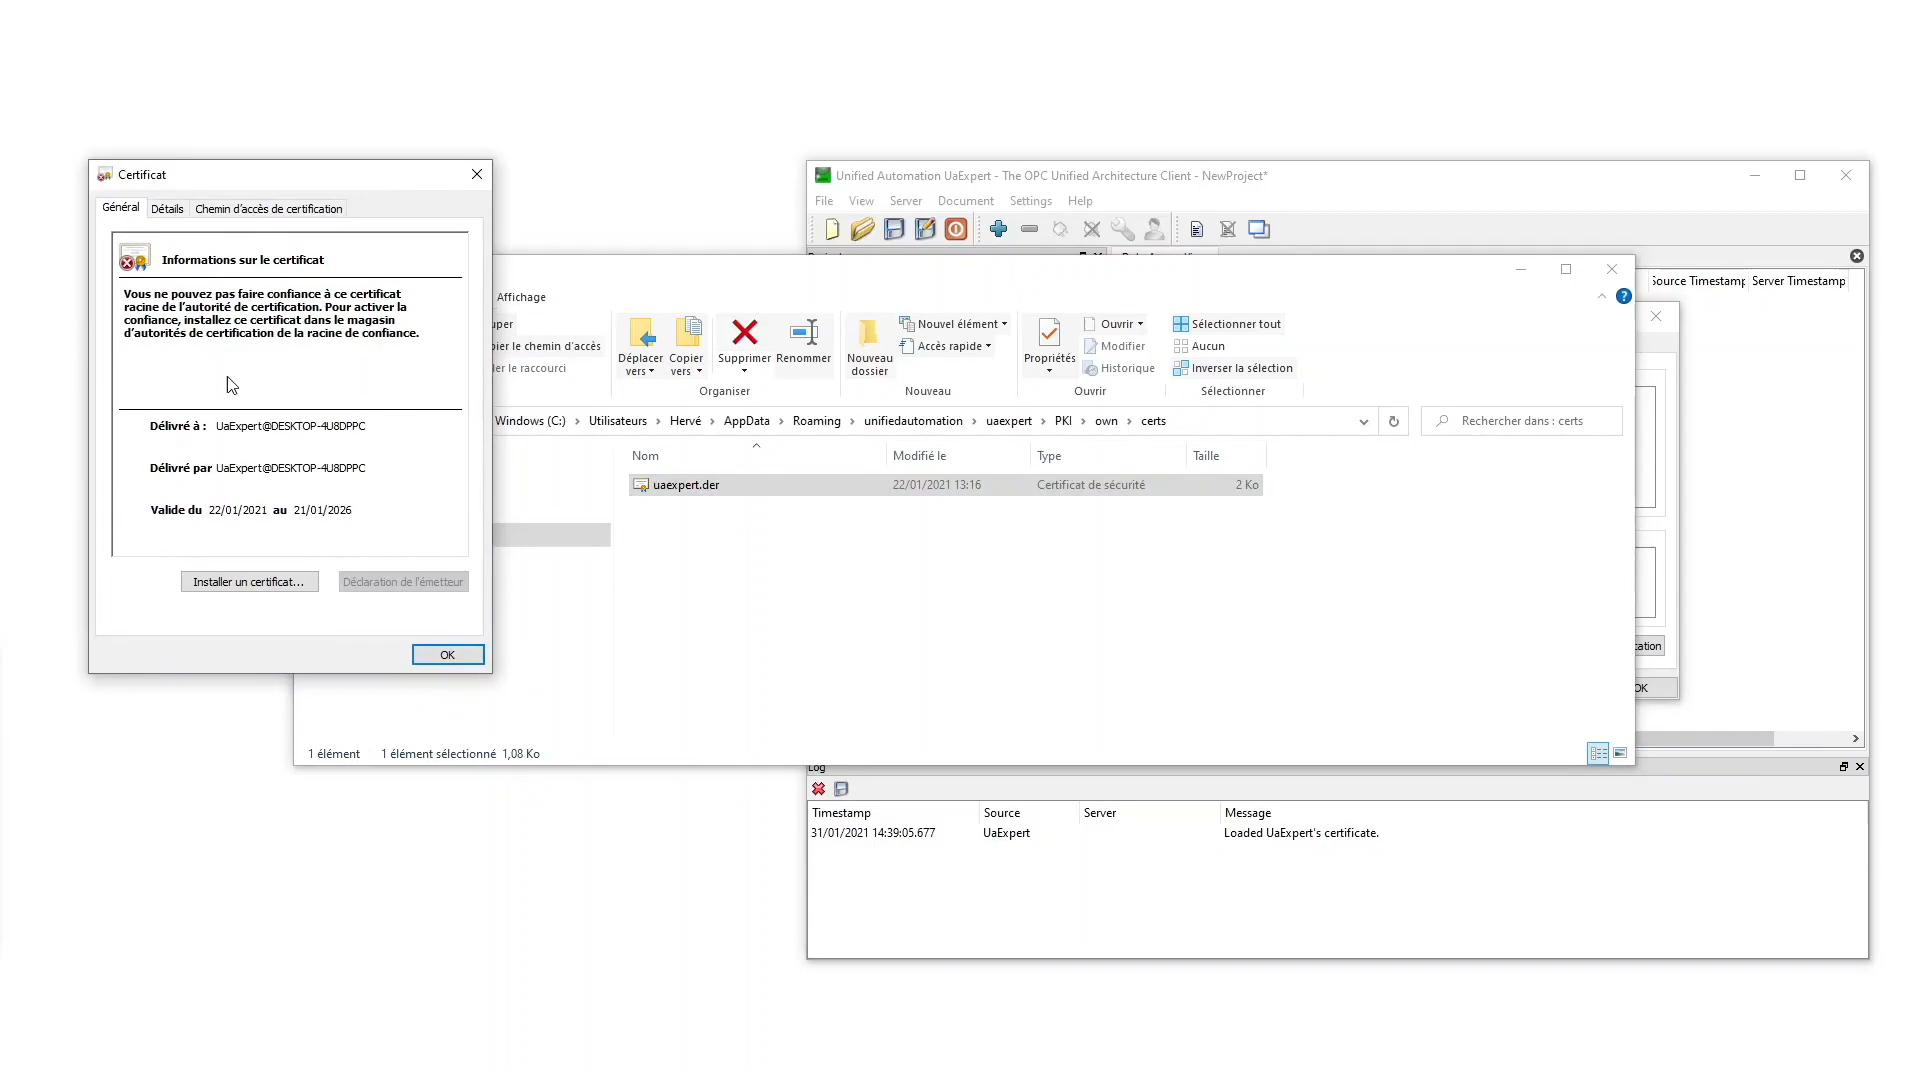 Certificat
Général
Détails
Chemin d'accès de certification
Informations sur le certificat
Vous ne pouvez pas faire confiance à ce certificat
racine de l'autorité de certification. Pour activer la
confiance, installez ce certificat dans le magasin
d'autorités de certification de la racine de confiance.
Délivré à : UaExpert@DESKTOP-4U8DPPC
Délivré par UaExpert@DESKTOP-4U8DPPC
Valide du 22/01/2021 au 21/01/2026
Installer un certificat...
Déclaration de l'émetteur
OK
Unified Automation UaExpert - The OPC Unified Architecture Client - NewProject*
File View Server Document Settings Help
Source Timestamp Server Timestamp
Affichage
Déplacer
vers
Copier
vers
Supprimer
Renommer
Organiser
Nouveau
dossier
Nouvel élément
Accès rapide
Nouveau
Propriétés
Ouvrir
Modifier
Historique
Ouvrir
Sélectionner tout
Aucun
Inverser la sélection
Sélectionner
Windows (C:) > Utilisateurs > Hervé > AppData > Roaming > unifiedautomation > uaexpert > PKI > own > certs
Rechercher dans : certs
Nom Modifié le Type Taille
uaexpert.der 22/01/2021 13:16 Certificat de sécurité 2 Ko
OK
1 élément 1 élément sélectionné 1,08 Ko
Log
Timestamp Source Server Message
31/01/2021 14:39:05.677 UaExpert Loaded UaExpert's certificate.